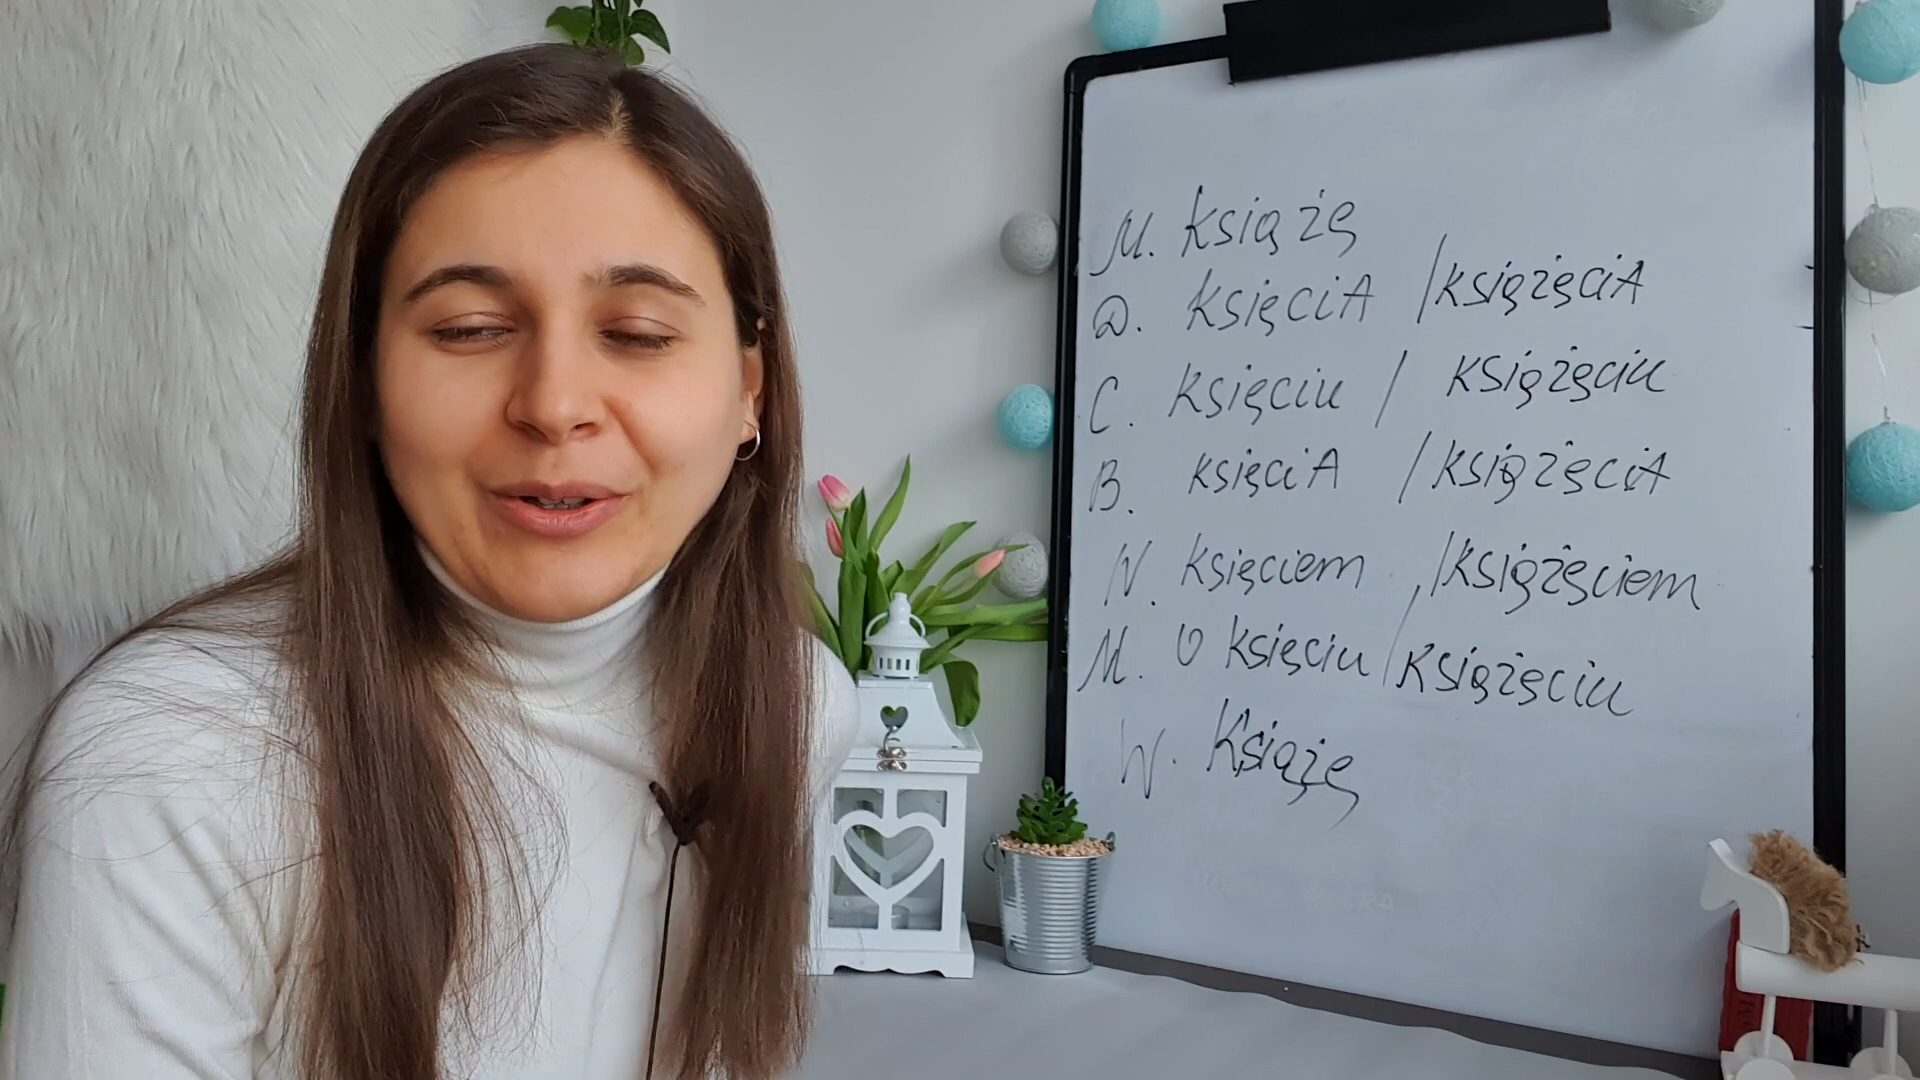 M. Książę
D. księciA / książęciA
C. księciu / książęciu
B. księciA / książęciA
N. księciem / książęciem
M. o księciu / książęciu
W. Książę